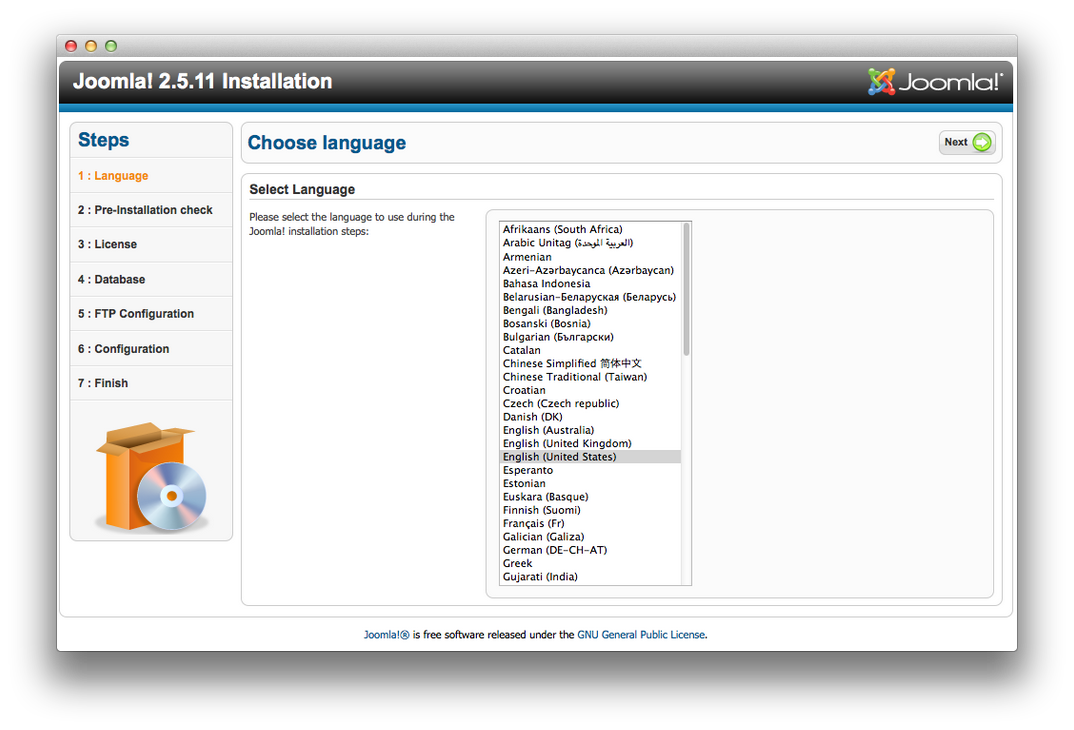 Joomla! 2.5.11 Installation
Joomla!
Steps
1 : Language
2 : Pre-Installation check
3 : License
4 : Database
5 : FTP Configuration
6 : Configuration
7 : Finish
Choose language
Next
Select Language
Please select the language to use during the
Joomla! installation steps:
Afrikaans (South Africa)
Arabic Unitag (العربية الموحدة)
Armenian
Azeri-Azərbaycanca (Azərbaycan)
Bahasa Indonesia
Belarusian-Беларуская (Беларусь)
Bengali (Bangladesh)
Bosanski (Bosnia)
Bulgarian (Български)
Catalan
Chinese Simplified 简体中文
Chinese Traditional (Taiwan)
Croatian
Czech (Czech republic)
Danish (DK)
English (Australia)
English (United Kingdom)
English (United States)
Esperanto
Estonian
Euskara (Basque)
Finnish (Suomi)
Français (Fr)
Galician (Galiza)
German (DE-CH-AT)
Greek
Gujarati (India)
Joomla!® is free software released under the GNU General Public License.